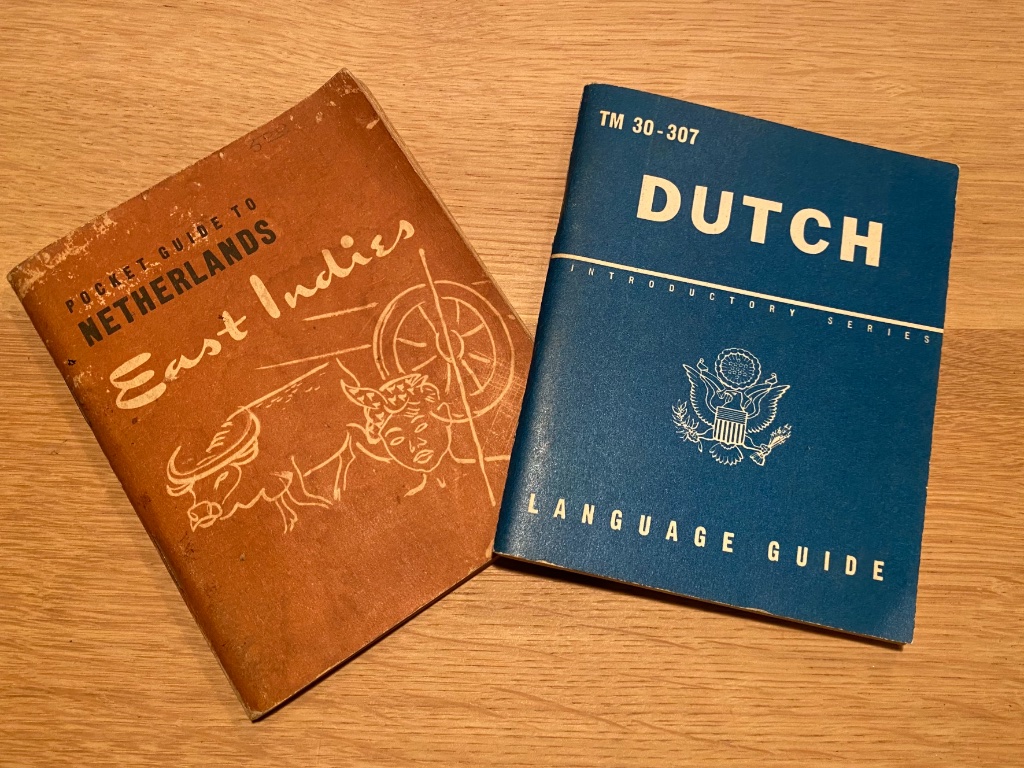 POCKET GUIDE TO
NETHERLANDS
East Indies
TM 30-307
DUTCH
INTRODUCTORY SERIES
LANGUAGE GUIDE